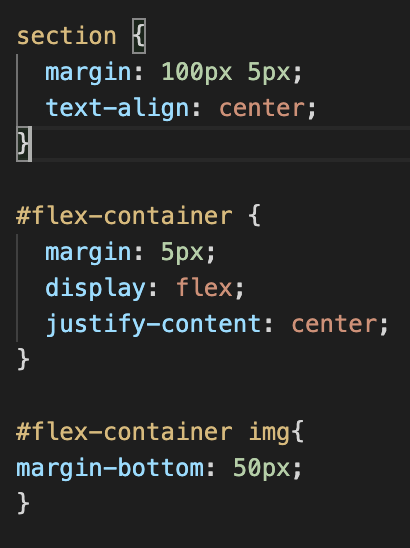 section {
  margin: 100px 5px;
  text-align: center;
}

#flex-container {
  margin: 5px;
  display: flex;
  justify-content: center;
}

#flex-container img{
margin-bottom: 50px;
}